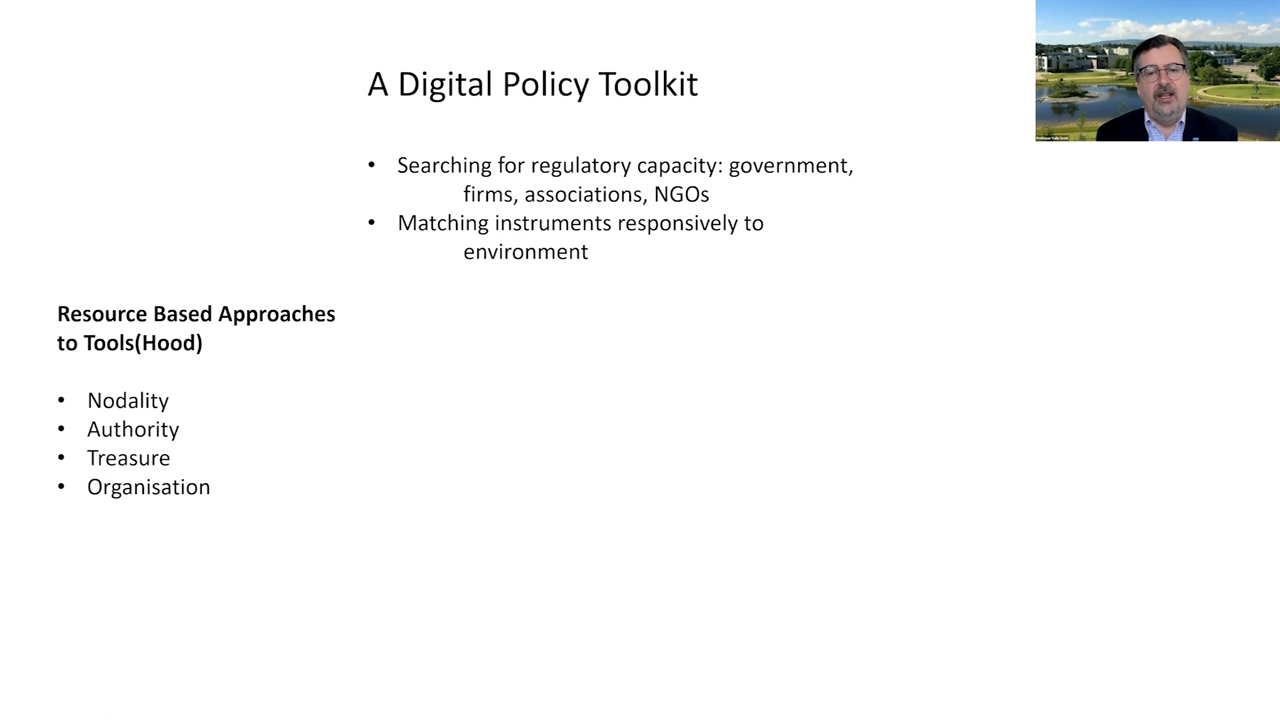 A Digital Policy Toolkit
• Searching for regulatory capacity: government,
firms, associations, NGOs
• Matching instruments responsively to
environment
Resource Based Approaches
to Tools(Hood)
• Nodality
• Authority
• Treasure
• Organisation